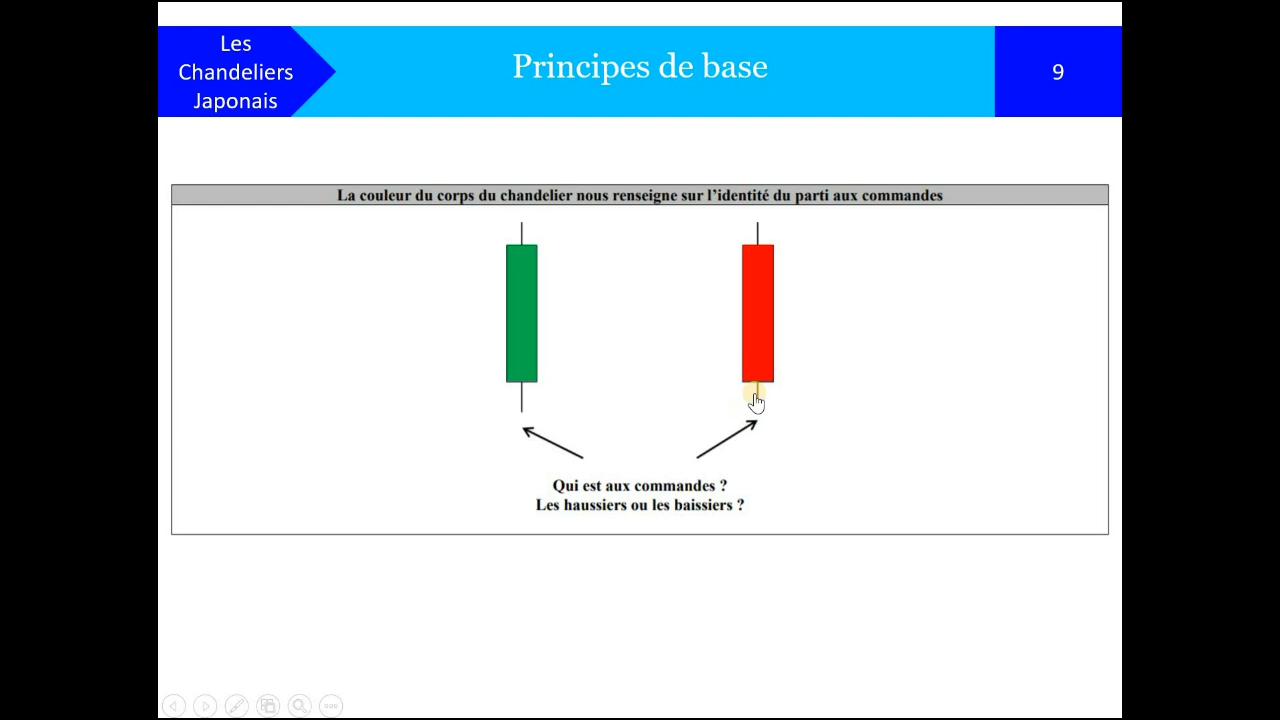 Les
Chandeliers
Japonais
Principes de base
9
La couleur du corps du chandelier nous renseigne sur l’identité du parti aux commandes
Qui est aux commandes ?
Les haussiers ou les baissiers ?